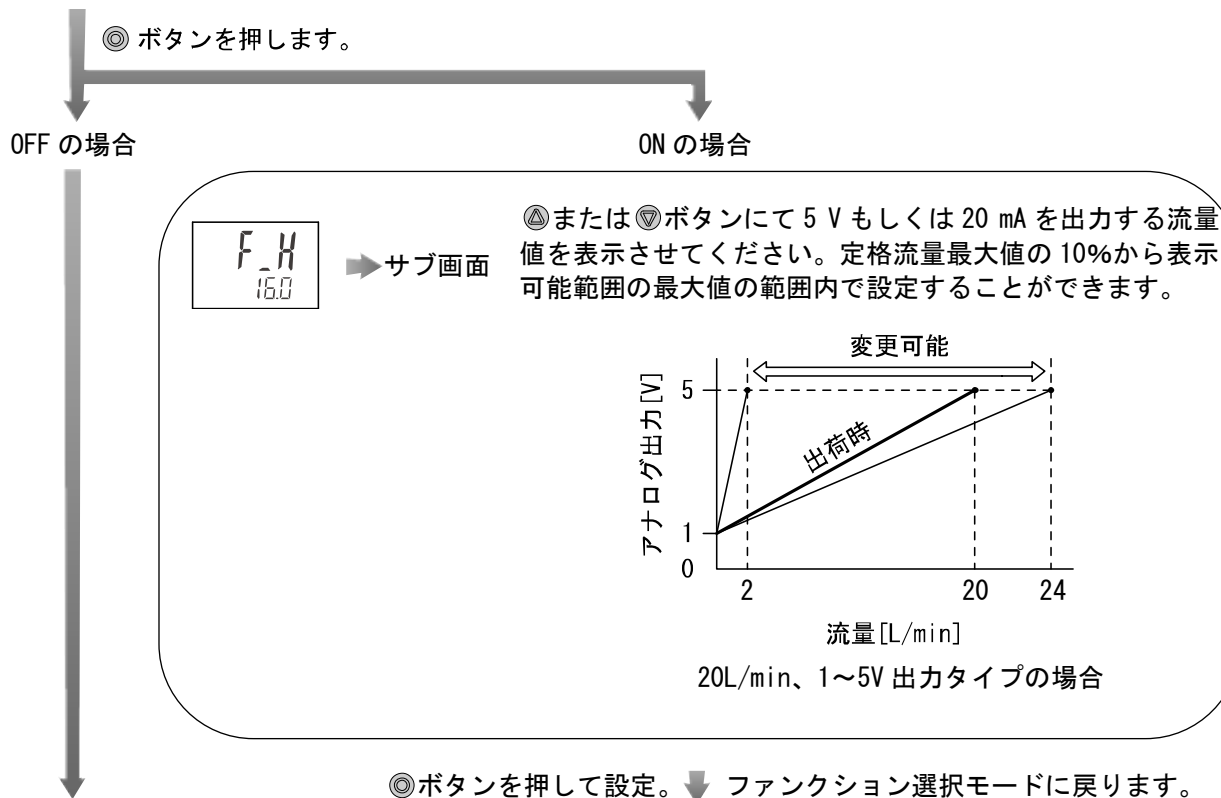 ◎ボタンを押します。
OFF の場合
ON の場合
F_H
16.0
サブ画面
△または▽ボタンにて 5 V もしくは 20 mA を出力する流量
値を表示させてください。定格流量最大値の 10%から表示
可能範囲の最大値の範囲内で設定することができます。
変更可能
アナログ出力[V]
5
1
0
出荷時
2
20
24
流量[L/min]
20L/min、1～5V 出力タイプの場合
◎ボタンを押して設定。 ファンクション選択モードに戻ります。